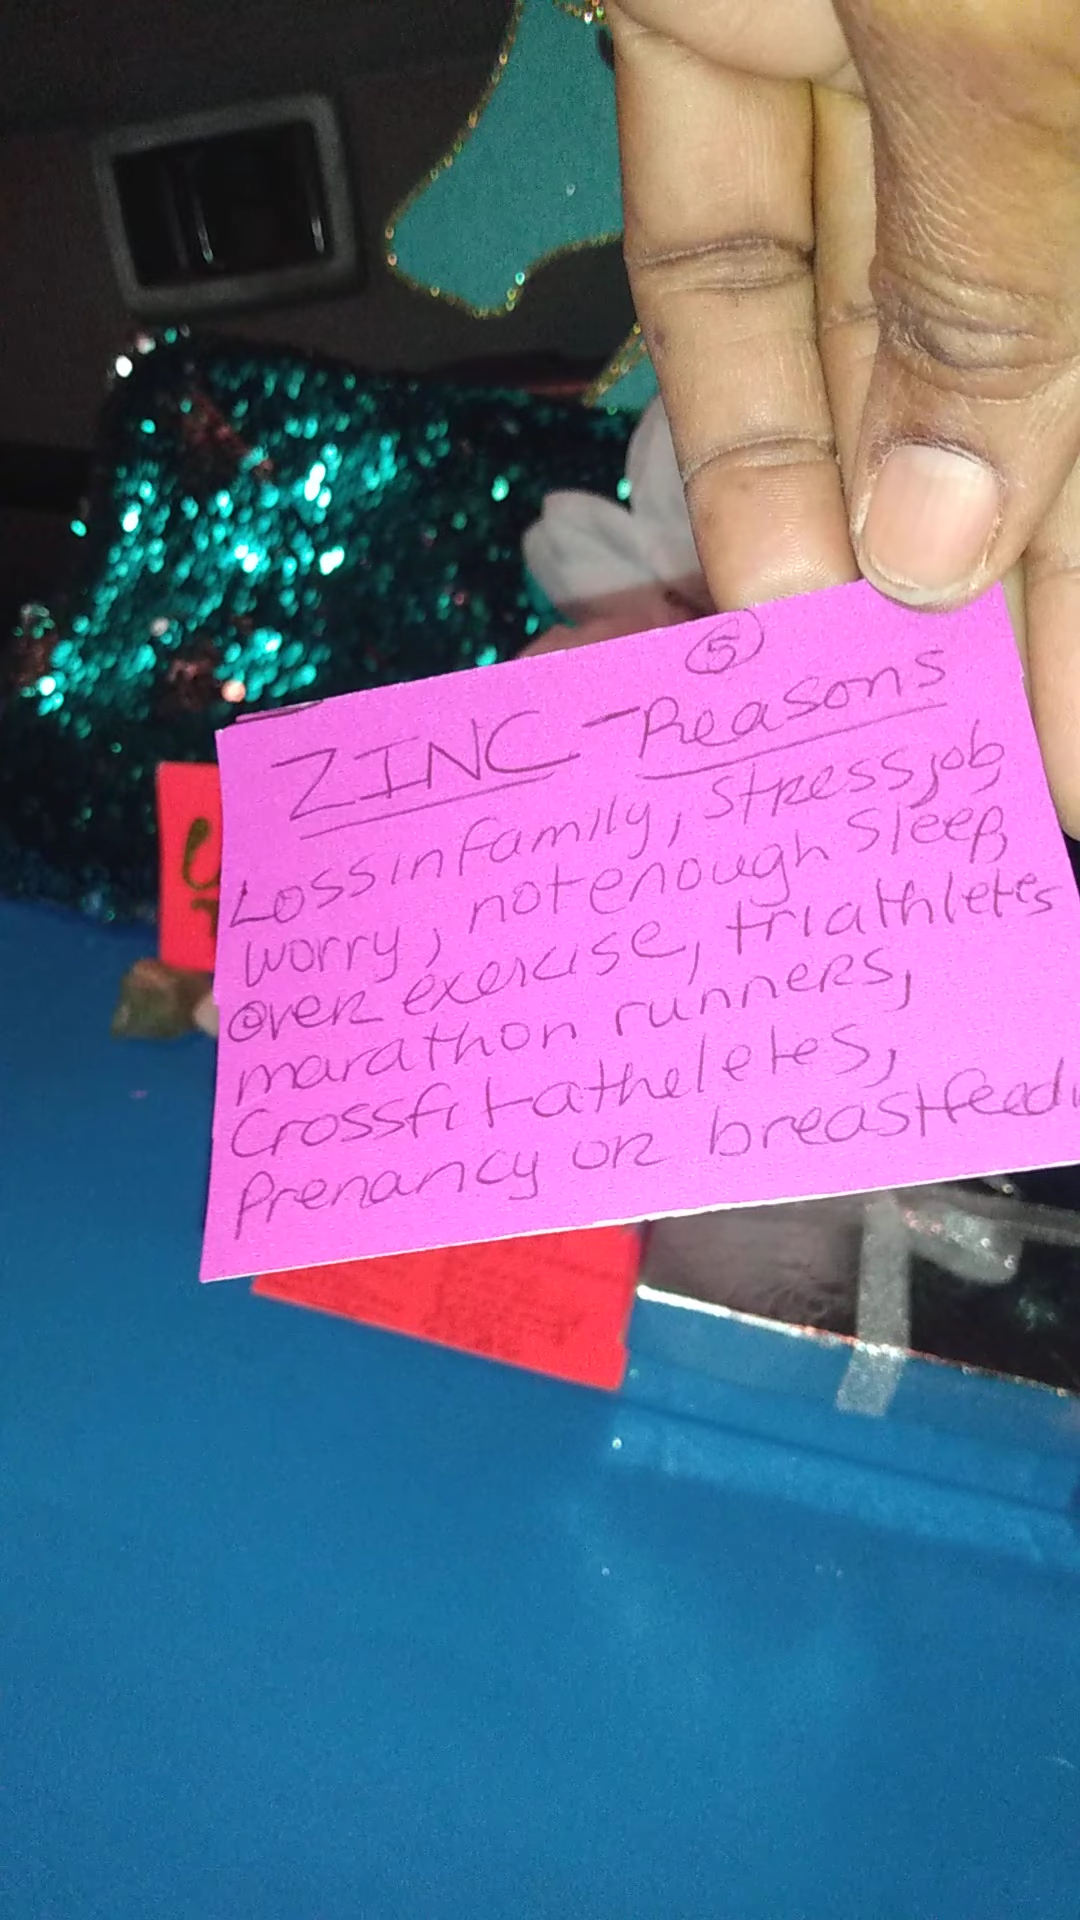 5
ZINC - Reasons
Loss in family, stress job,
worry, not enough sleep,
over exercise, triathletes
marathon runners,
Crossfit atheletes,
Prenancy or breastfeedi